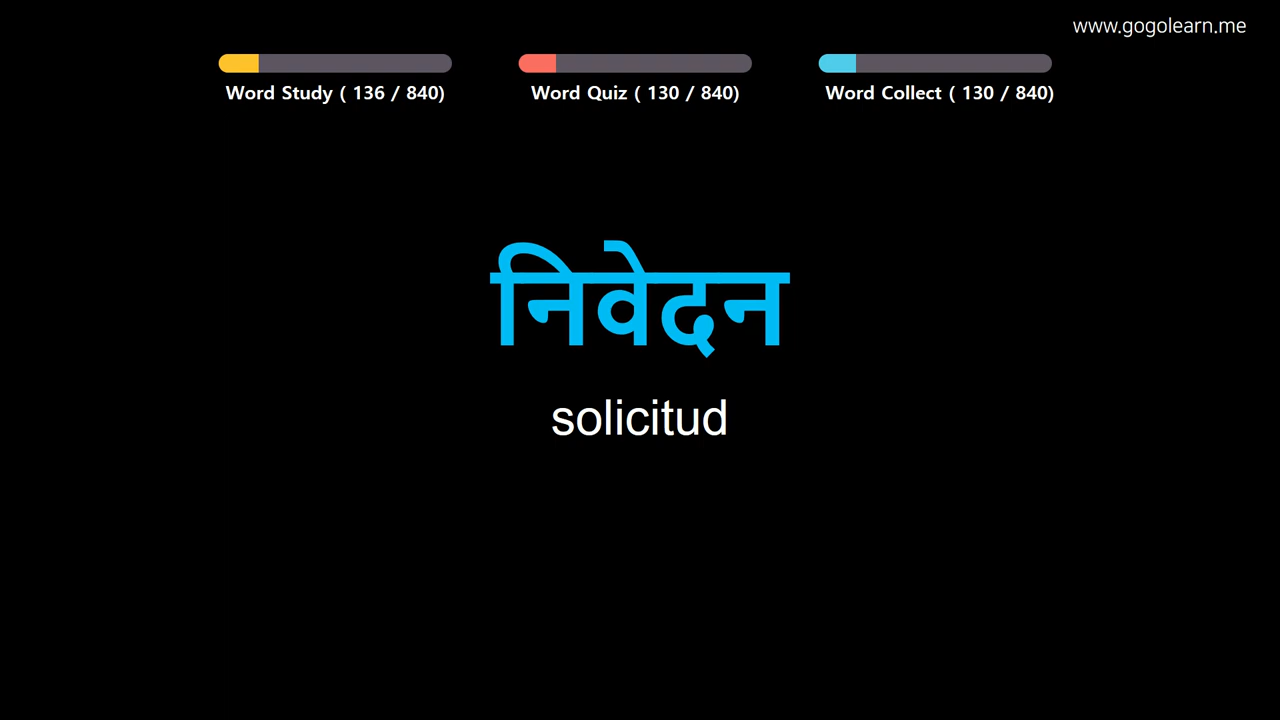 www.gogolearn.me
Word Study ( 136 / 840)
Word Quiz ( 130 / 840)
Word Collect ( 130 / 840)
निवेदन
solicitud